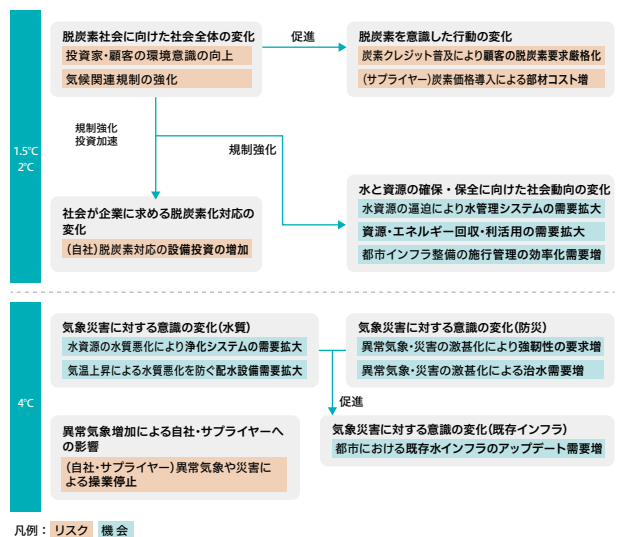 1.5℃
2℃
脱炭素社会に向けた社会全体の変化
投資家・顧客の環境意識の向上
気候関連規制の強化
促進
脱炭素を意識した行動の変化
炭素クレジット普及により顧客の脱炭素要求厳格化
(サプライヤー)炭素価格導入による部材コスト増
規制強化
投資加速
規制強化
社会が企業に求める脱炭素化対応の
変化
(自社)脱炭素対応の設備投資の増加
水と資源の確保・保全に向けた社会動向の変化
水資源の逼迫により水管理システムの需要拡大
資源・エネルギー回収・利活用の需要拡大
都市インフラ整備の施行管理の効率化需要増
4℃
気象災害に対する意識の変化(水質)
水資源の水質悪化により浄化システムの需要拡大
気温上昇による水質悪化を防ぐ配水設備需要拡大
気象災害に対する意識の変化(防災)
異常気象・災害の激甚化により強靭性の要求増
異常気象・災害の激甚化による治水需要増
促進
異常気象増加による自社・サプライヤーへ
の影響
(自社・サプライヤー)異常気象や災害に
よる操業停止
気象災害に対する意識の変化(既存インフラ)
都市における既存水インフラのアップデート需要増
凡例：リスク 機会